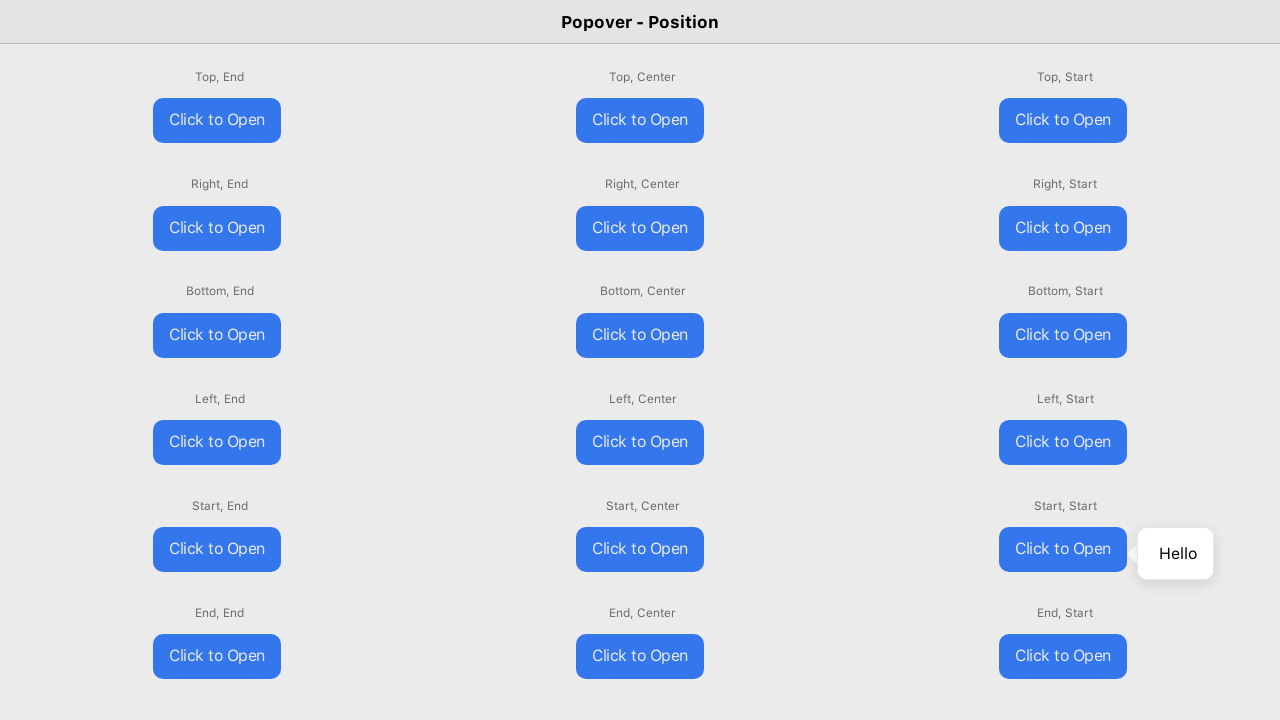 Popover - Position
Top, End
Top, Center
Top, Start
Click to Open
Click to Open
Click to Open
Right, End
Right, Center
Right, Start
Click to Open
Click to Open
Click to Open
Bottom, End
Bottom, Center
Bottom, Start
Click to Open
Click to Open
Click to Open
Left, End
Left, Center
Left, Start
Click to Open
Click to Open
Click to Open
Start, End
Start, Center
Start, Start
Click to Open
Click to Open
Click to Open
Hello
End, End
End, Center
End, Start
Click to Open
Click to Open
Click to Open